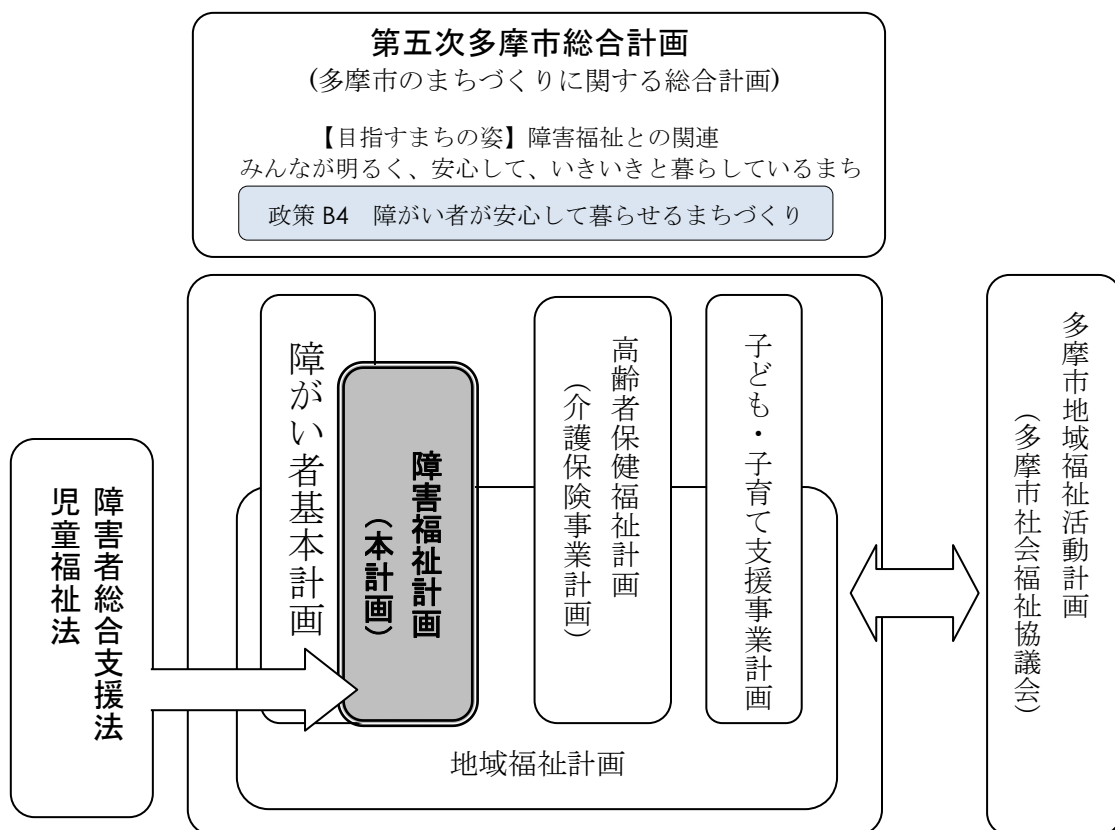 第五次多摩市総合計画
(多摩市のまちづくりに関する総合計画)
【目指すまちの姿】障害福祉との関連
みんなが明るく、安心して、いきいきと暮らしているまち
政策 B4　障がい者が安心して暮らせるまちづくり
障害者総合支援法
児童福祉法
障がい者基本計画
障害福祉計画
(本計画)
高齢者保健福祉計画
(介護保険事業計画)
子ども・子育て支援事業計画
地域福祉計画
多摩市地域福祉活動計画
(多摩市社会福祉協議会)